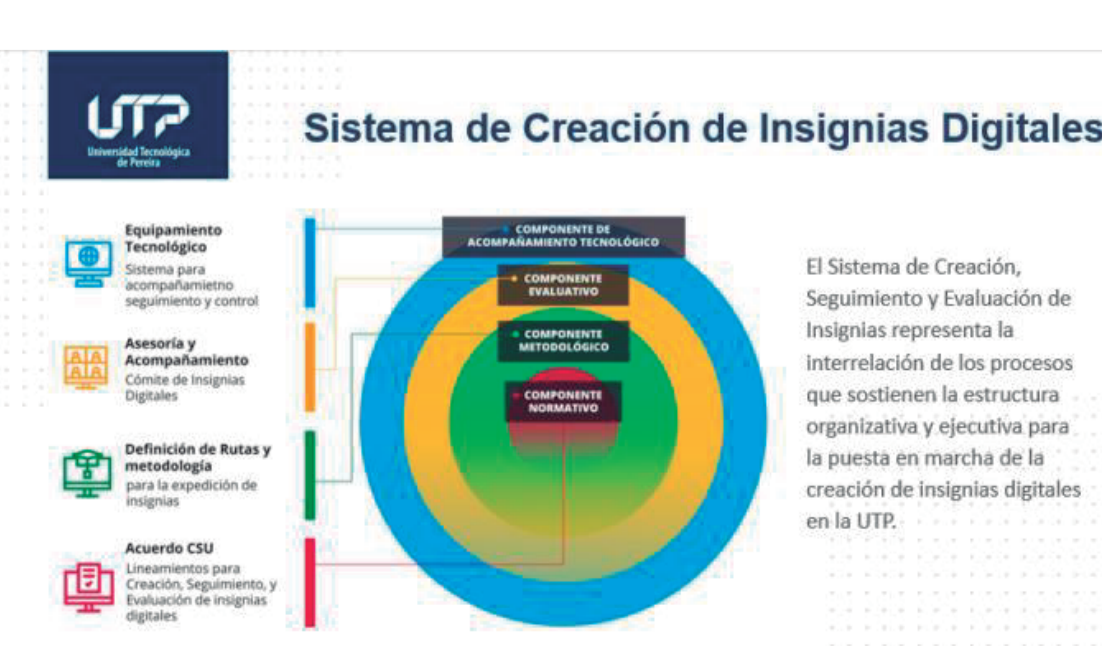 UTP
Universidad Tecnológica
de Pereira
Sistema de Creación de Insignias Digitales
Equipamiento
Tecnológico
Sistema para
acompañamietno
seguimiento y control
Asesoría y
Acompañamiento
Cómite de Insignias
Digitales
Definición de Rutas y
metodología
para la expedición de
insignias
Acuerdo CSU
Lineamientos para
Creación, Seguimiento, y
Evaluación de insignias
digitales
COMPONENTE DE
ACOMPAÑAMIENTO TECNOLÓGICO
COMPONENTE
EVALUATIVO
COMPONENTE
METODOLÓGICO
COMPONENTE
NORMATIVO
El Sistema de Creación,
Seguimiento y Evaluación de
Insignias representa la
interrelación de los procesos
que sostienen la estructura
organizativa y ejecutiva para
la puesta en marcha de la
creación de insignias digitales
en la UTP.